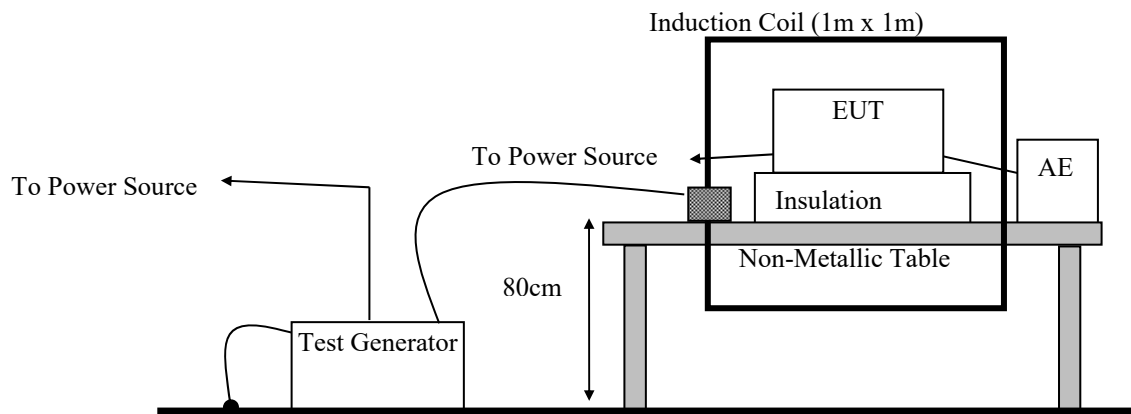 Induction Coil (1m x 1m)
EUT
To Power Source
AE
To Power Source
Insulation
Non-Metallic Table
80cm
Test Generator